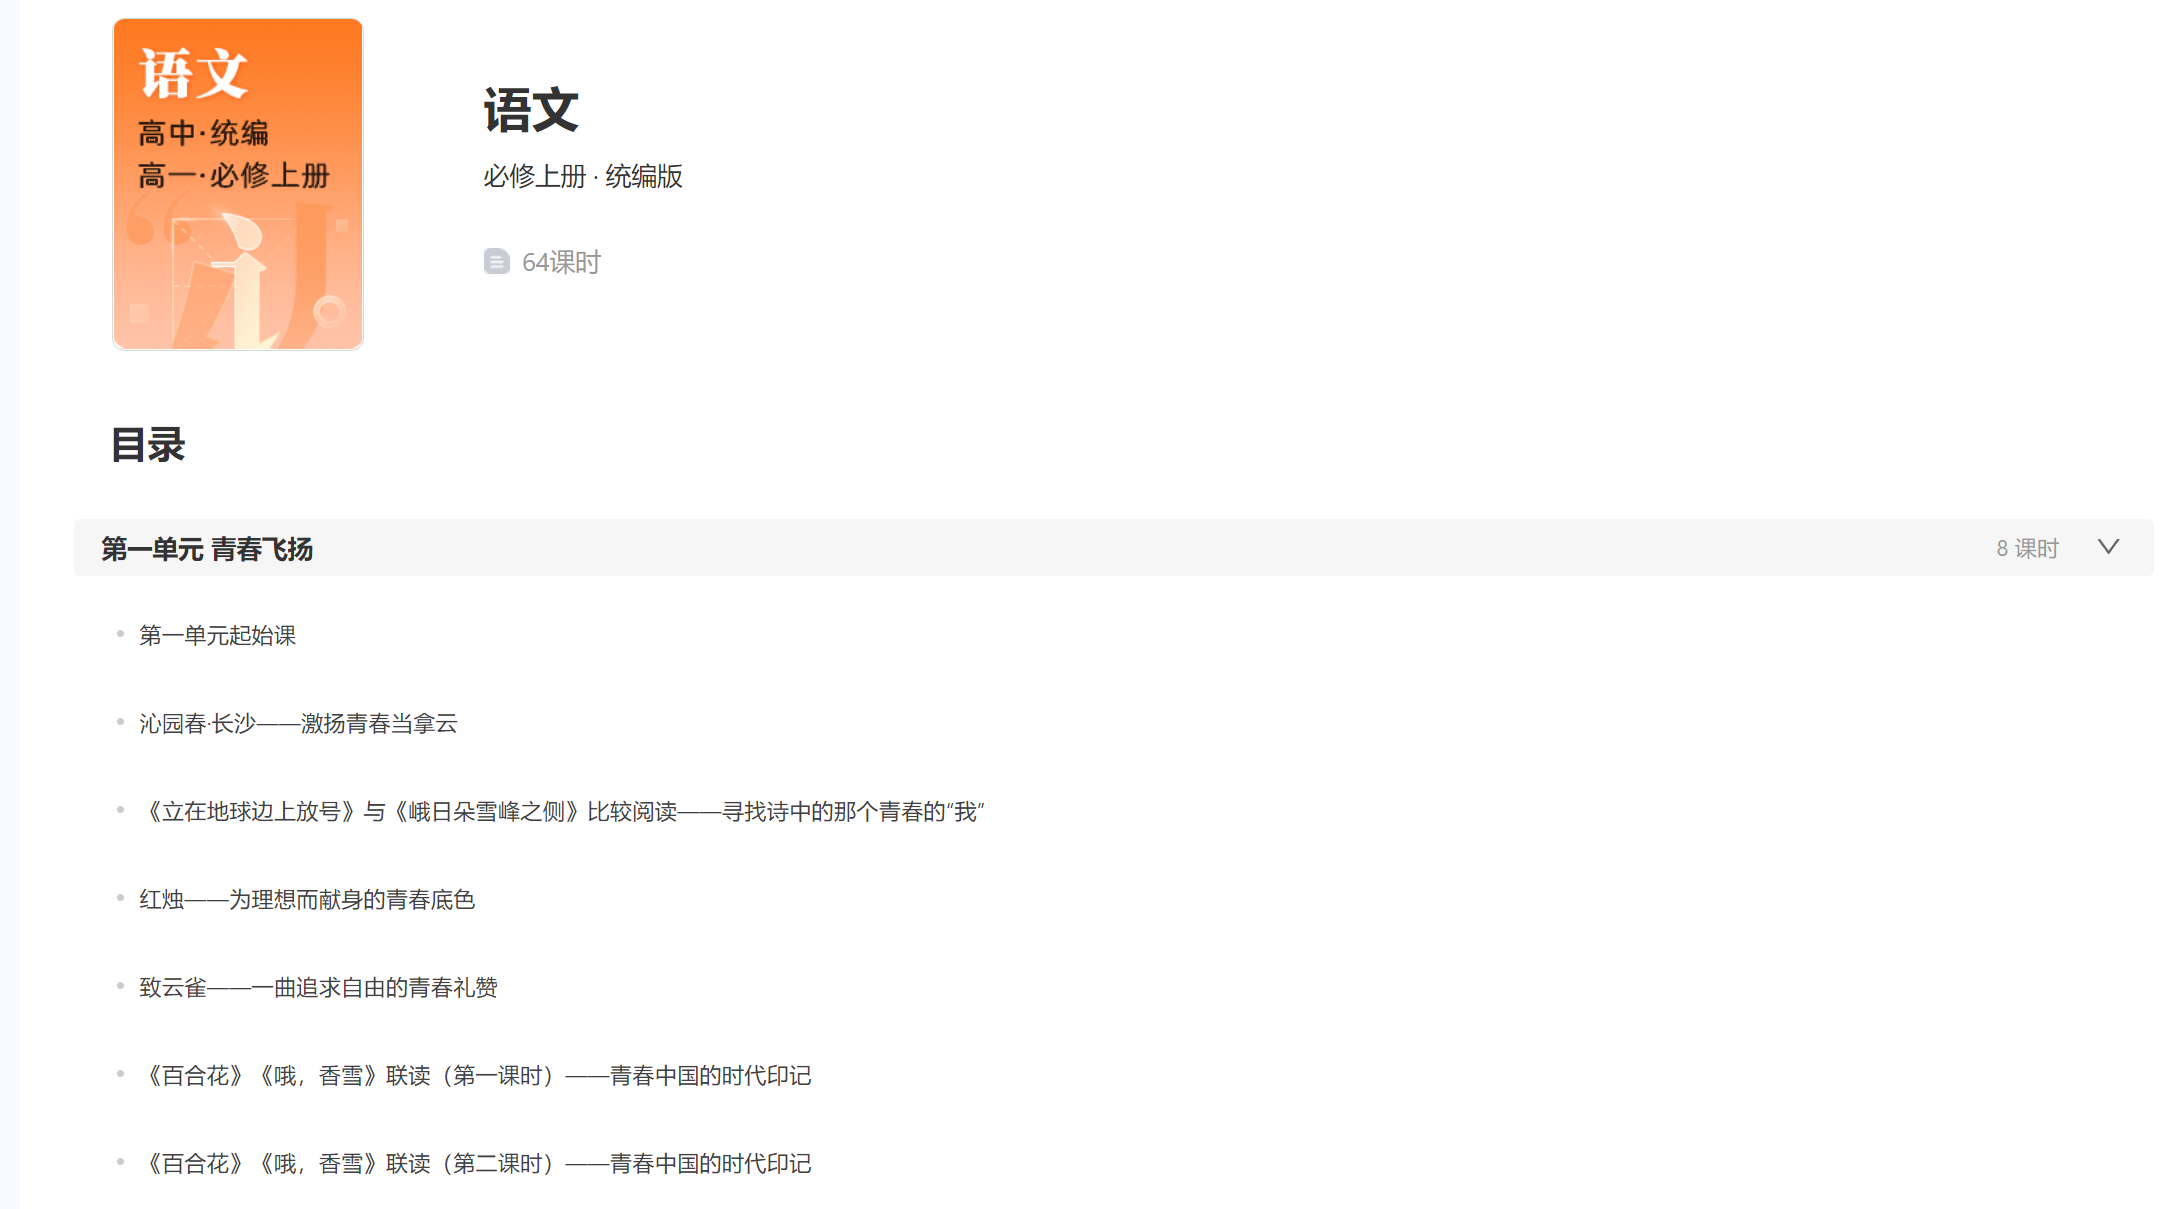 语文
高中·统编
高一·必修上册
语文
必修上册 · 统编版
64课时
目录
第一单元 青春飞扬
8 课时
第一单元起始课
沁园春·长沙——激扬青春当拿云
《立在地球边上放号》与《峨日朵雪峰之侧》比较阅读——寻找诗中的那个青春的“我”
红烛——为理想而献身的青春底色
致云雀——一曲追求自由的青春礼赞
《百合花》《哦，香雪》联读（第一课时）——青春中国的时代印记
《百合花》《哦，香雪》联读（第二课时）——青春中国的时代印记